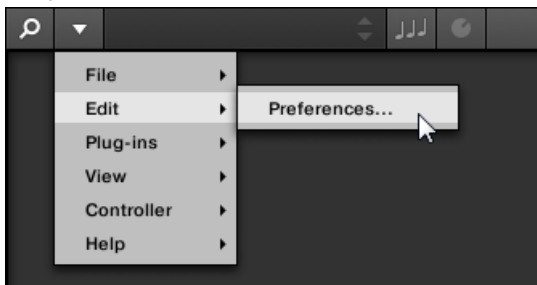 File
Edit
Preferences...
Plug-ins
View
Controller
Help